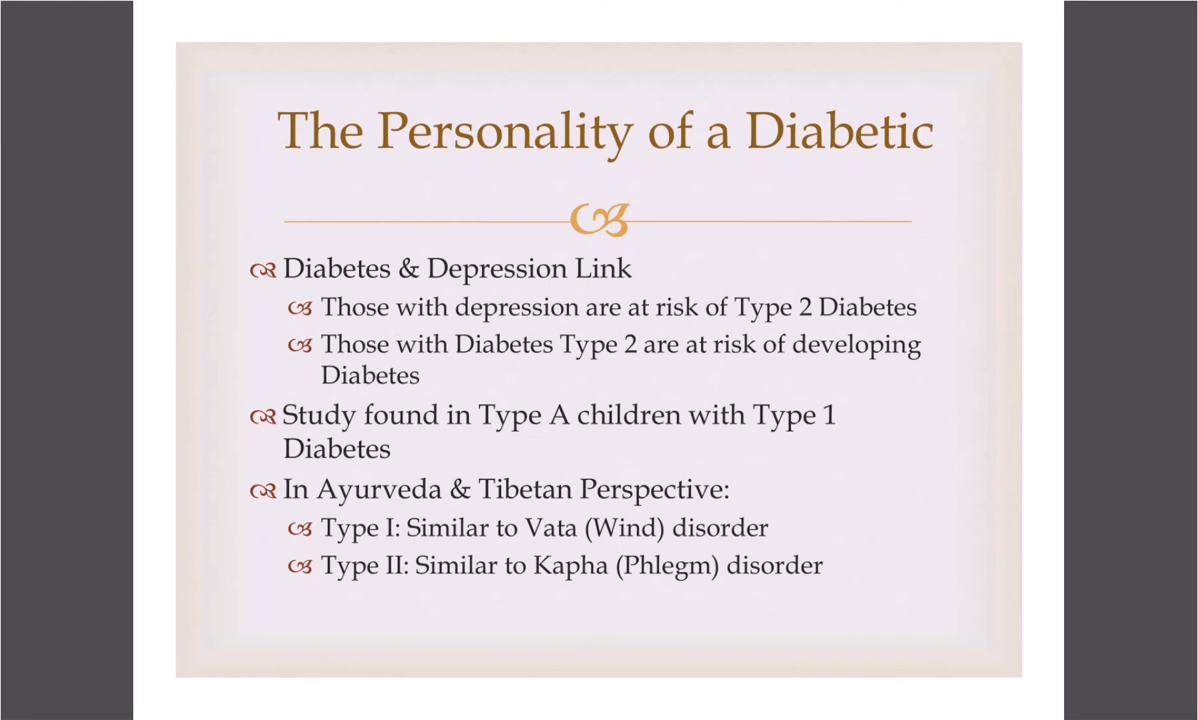 The Personality of a Diabetic
Diabetes & Depression Link
Those with depression are at risk of Type 2 Diabetes
Those with Diabetes Type 2 are at risk of developing
Diabetes
Study found in Type A children with Type 1
Diabetes
In Ayurveda & Tibetan Perspective:
Type I: Similar to Vata (Wind) disorder
Type II: Similar to Kapha (Phlegm) disorder